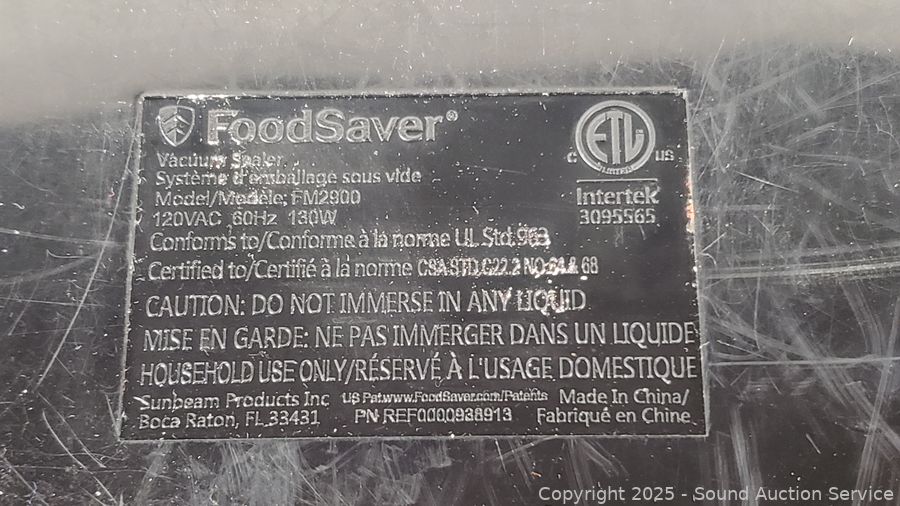 FoodSaver®
Vacuum Sealer
Système d'emballage sous vide
Model/Modèle: FM2900
120VAC 60Hz 130W
ETL
c us
LISTED
Intertek
3095565
Conforms to/Conforme à la norme UL Std. 963
Certified to/Certifié à la norme CSA STD C22.2 NO 64 & 68
CAUTION: DO NOT IMMERSE IN ANY LIQUID
MISE EN GARDE: NE PAS IMMERGER DANS UN LIQUIDE
HOUSEHOLD USE ONLY/RÉSERVÉ À L'USAGE DOMESTIQUE
Sunbeam Products Inc US Pat.www.FoodSaver.com/Patents Made In China/
Boca Raton, FL 33431 PN REF0000938913 Fabriqué en Chine
Copyright 2025 - Sound Auction Service